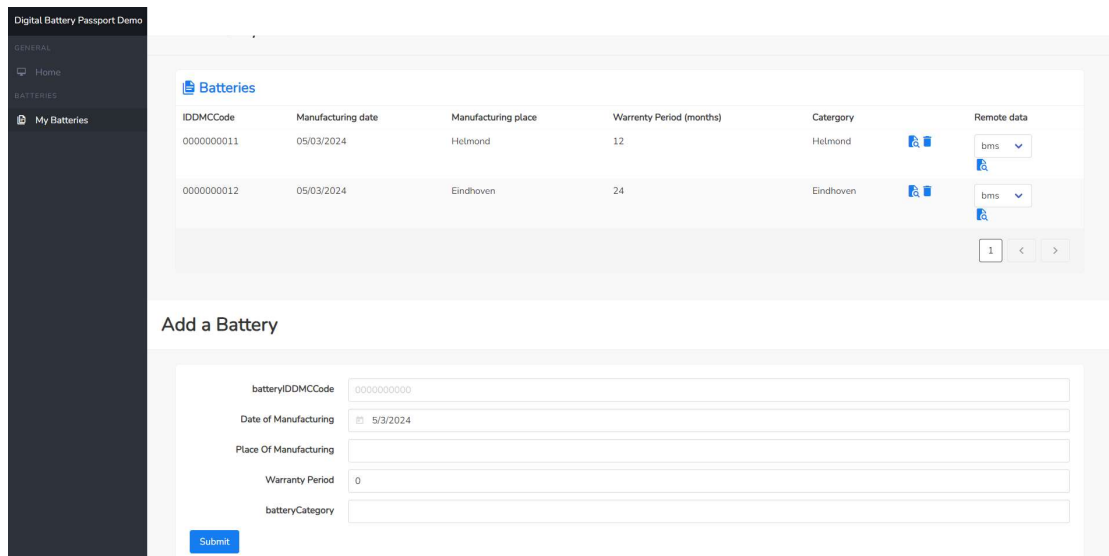 Digital Battery Passport Demo
GENERAL
Home
BATTERIES
My Batteries
Batteries
IDDMCCode Manufacturing date Manufacturing place Warrenty Period (months) Catergory Remote data
0000000011 05/03/2024 Helmond 12 Helmond bms
0000000012 05/03/2024 Eindhoven 24 Eindhoven bms
1 < >
Add a Battery
batteryIDDMCCode 0000000000
Date of Manufacturing 5/3/2024
Place Of Manufacturing
Warranty Period 0
batteryCategory
Submit